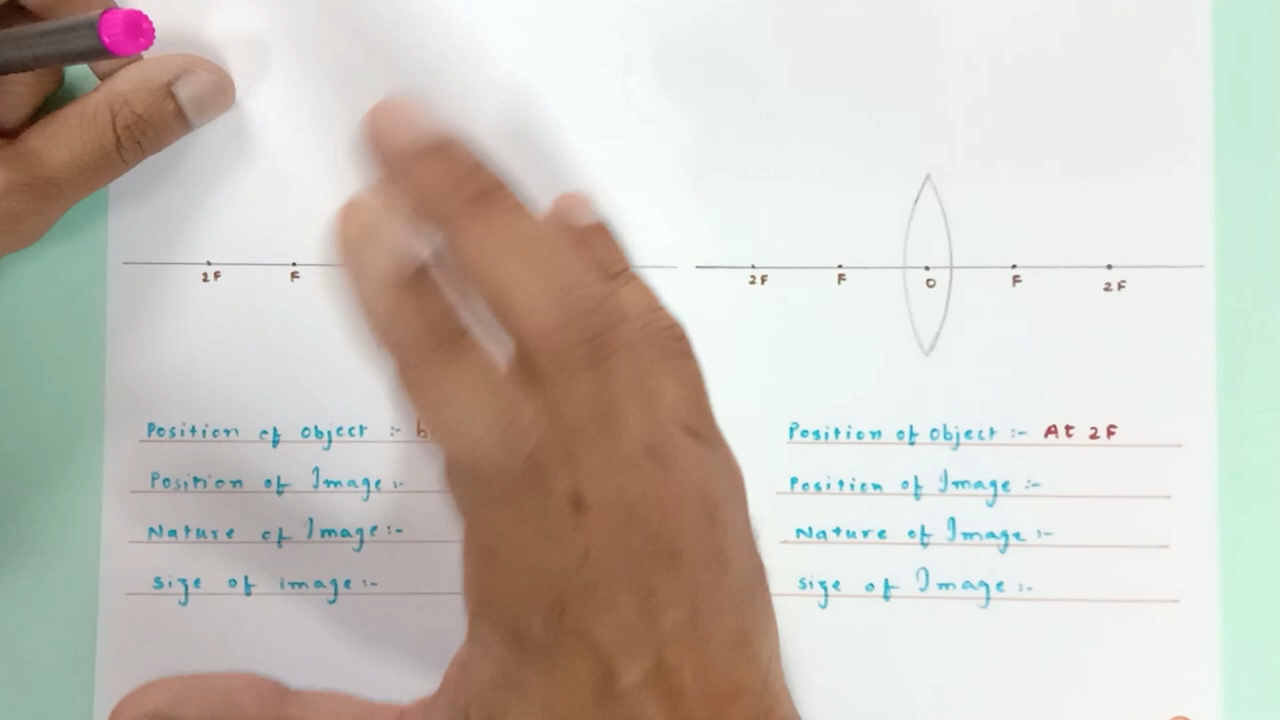 2F F
Position of object :-
Position of Image :-
Nature of Image :-
size of image :-
2F F O F 2F
Position of object :- At 2F
Position of Image :-
Nature of Image :-
size of Image :-